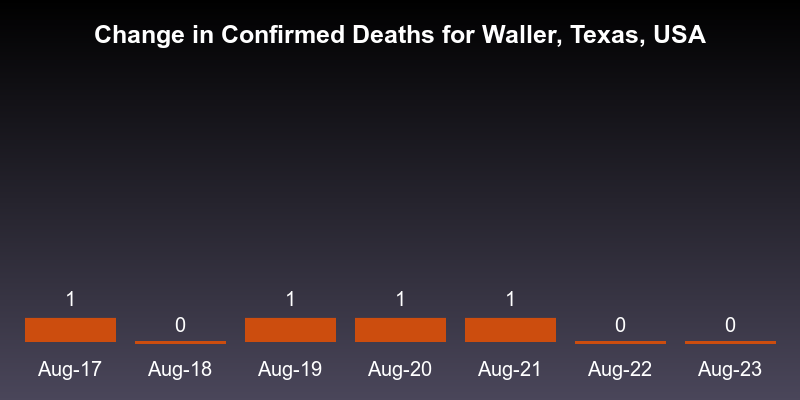 Change in Confirmed Deaths for Waller, Texas, USA
1 0 1 1 1 0 0
Aug-17 Aug-18 Aug-19 Aug-20 Aug-21 Aug-22 Aug-23